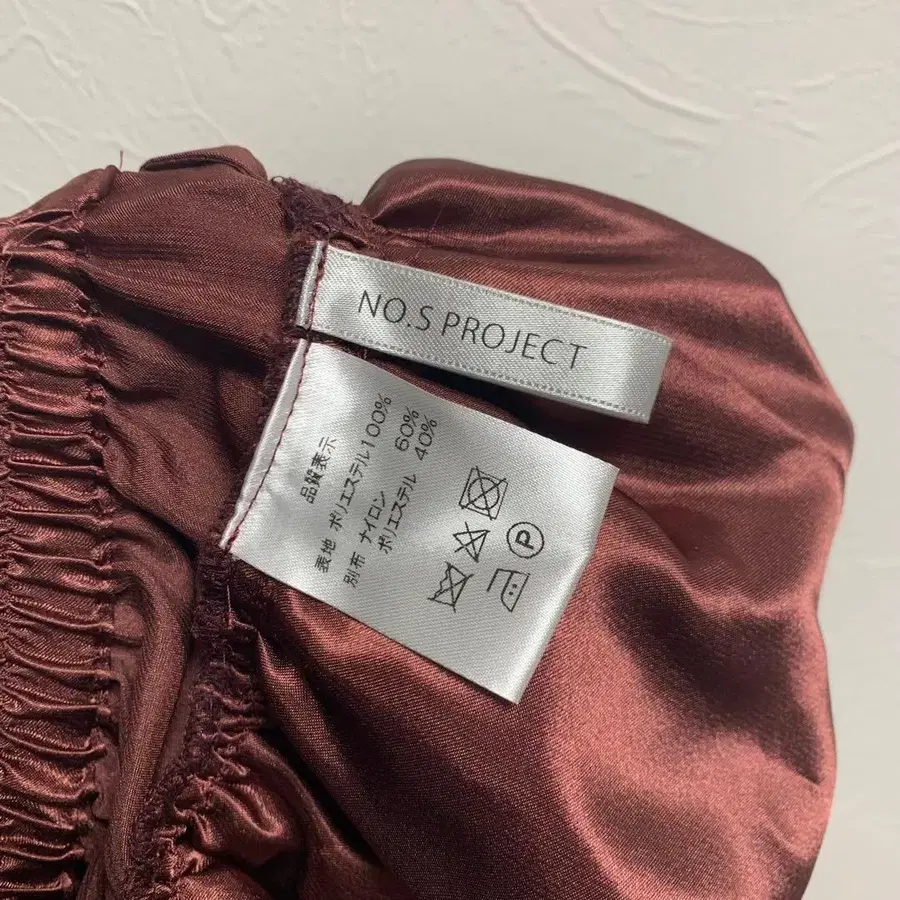 NO.S PROJECT
品質表示
表地 ポリエステル100%
別布 ナイロン 60%
ポリエステル 40%
P